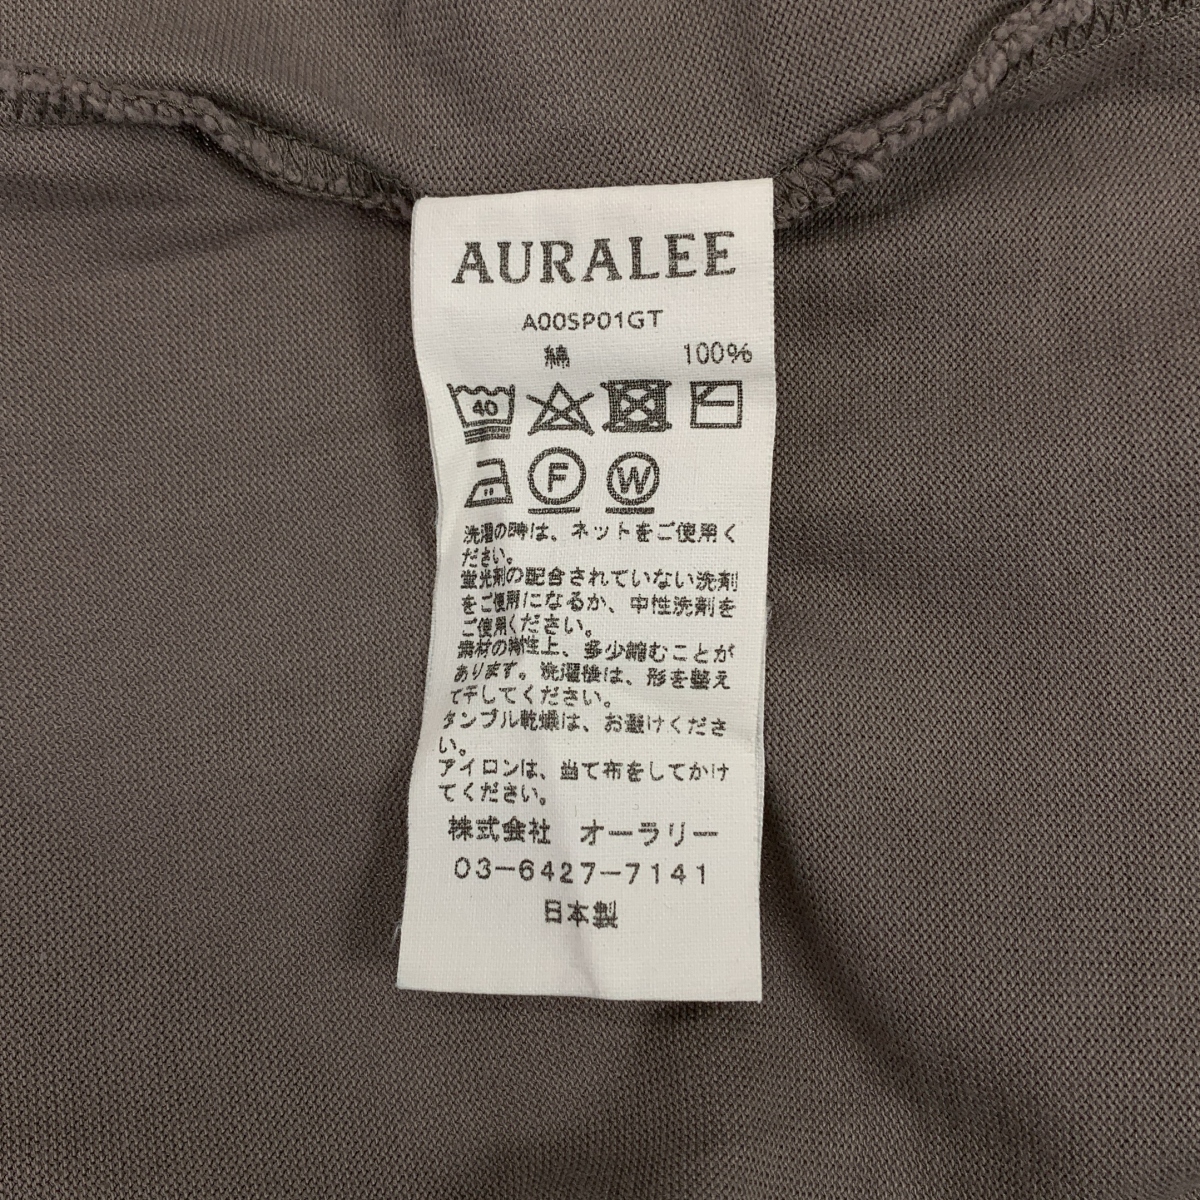 AURALEE
A00SP01GT
綿 100%
40
F W
洗濯の時は、ネットをご使用く
ださい。
蛍光剤の配合されていない洗剤
をご使用になるか、中性洗剤を
ご使用ください。
素材の特性上、多少縮むことが
あります。洗濯後は、形を整え
て干してください。
タンブル乾燥は、お避けくださ
い。
アイロンは、当て布をしてかけ
てください。
株式会社 オーラリー
03-6427-7141
日本製